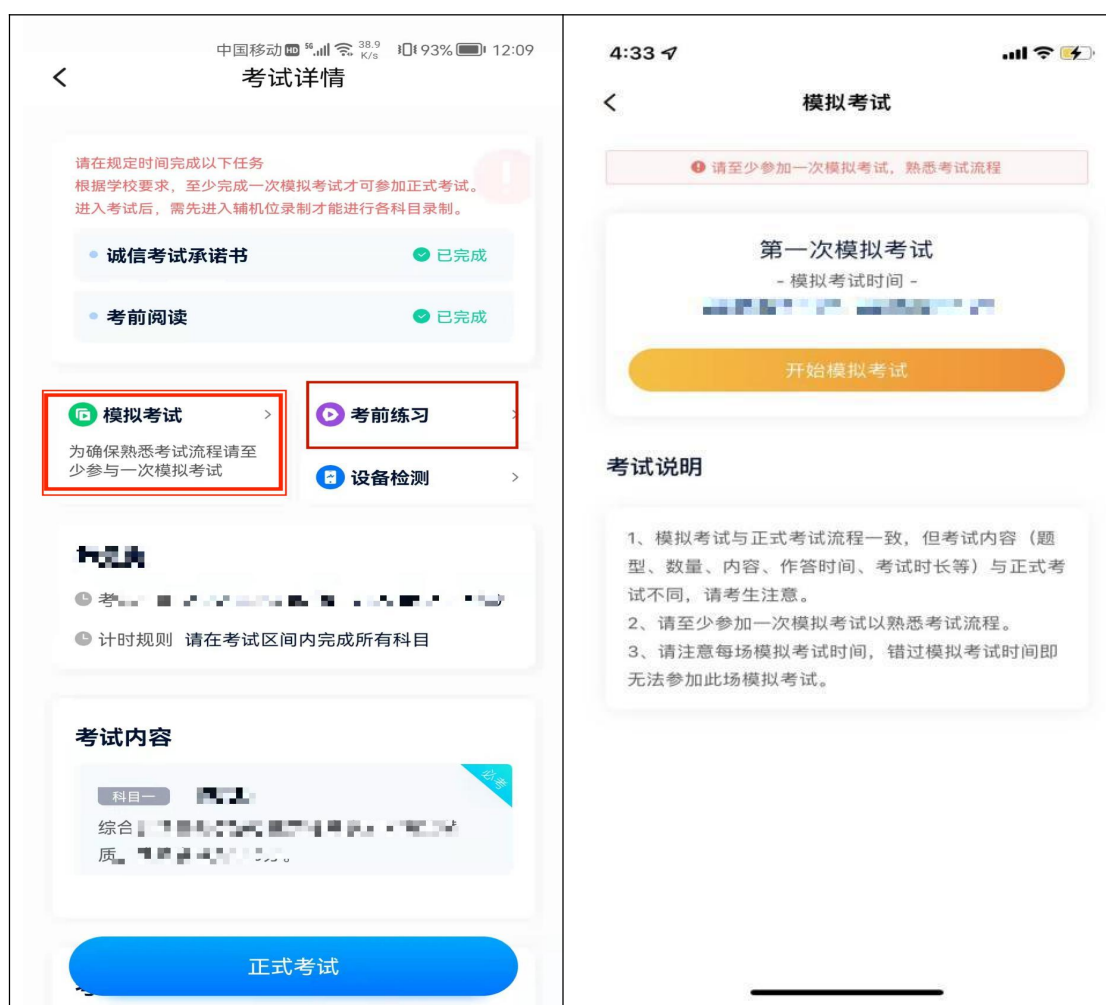 中国移动 HD 56 38.9 K/s 93% 12:09
考试详情
请在规定时间完成以下任务
根据学校要求，至少完成一次模拟考试才可参加正式考试。
进入考试后，需先进入辅机位录制才能进行各科目录制。
诚信考试承诺书 已完成
考前阅读 已完成
模拟考试
为确保熟悉考试流程请至
少参与一次模拟考试
考前练习
设备检测
考
计时规则 请在考试区间内完成所有科目
考试内容
必考
科目一
综合
质
正式考试
4:33
模拟考试
请至少参加一次模拟考试，熟悉考试流程
第一次模拟考试
- 模拟考试时间 -
开始模拟考试
考试说明
1、模拟考试与正式考试流程一致，但考试内容（题
型、数量、内容、作答时间、考试时长等）与正式考
试不同，请考生注意。
2、请至少参加一次模拟考试以熟悉考试流程。
3、请注意每场模拟考试时间，错过模拟考试时间即
无法参加此场模拟考试。